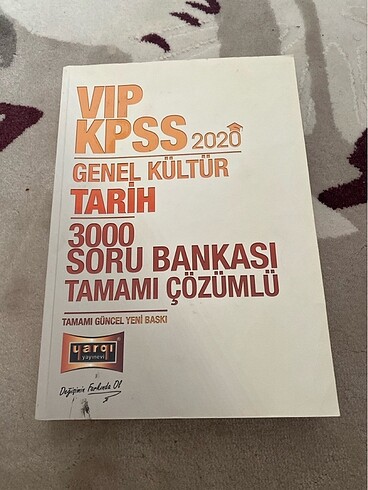 VIP
KPSS 2020
GENEL KÜLTÜR
TARİH
3000
SORU BANKASI
TAMAMI ÇÖZÜMLÜ
TAMAMI GÜNCEL YENİ BASKI
yargı
yayınevi
Değişimin Farkında Ol